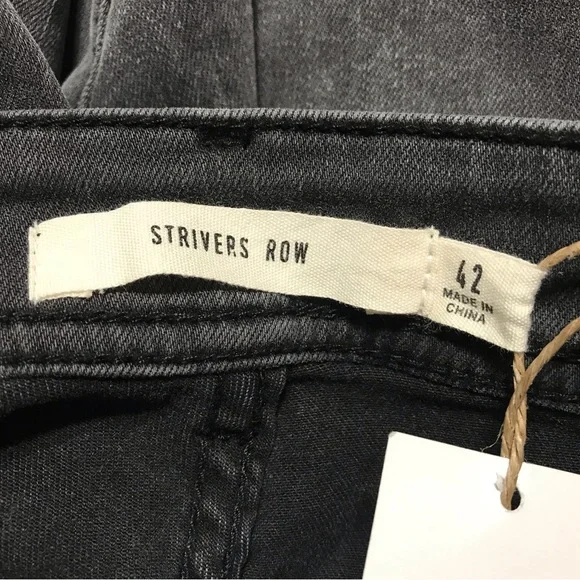 STRIVERS ROW
42
MADE IN
CHINA